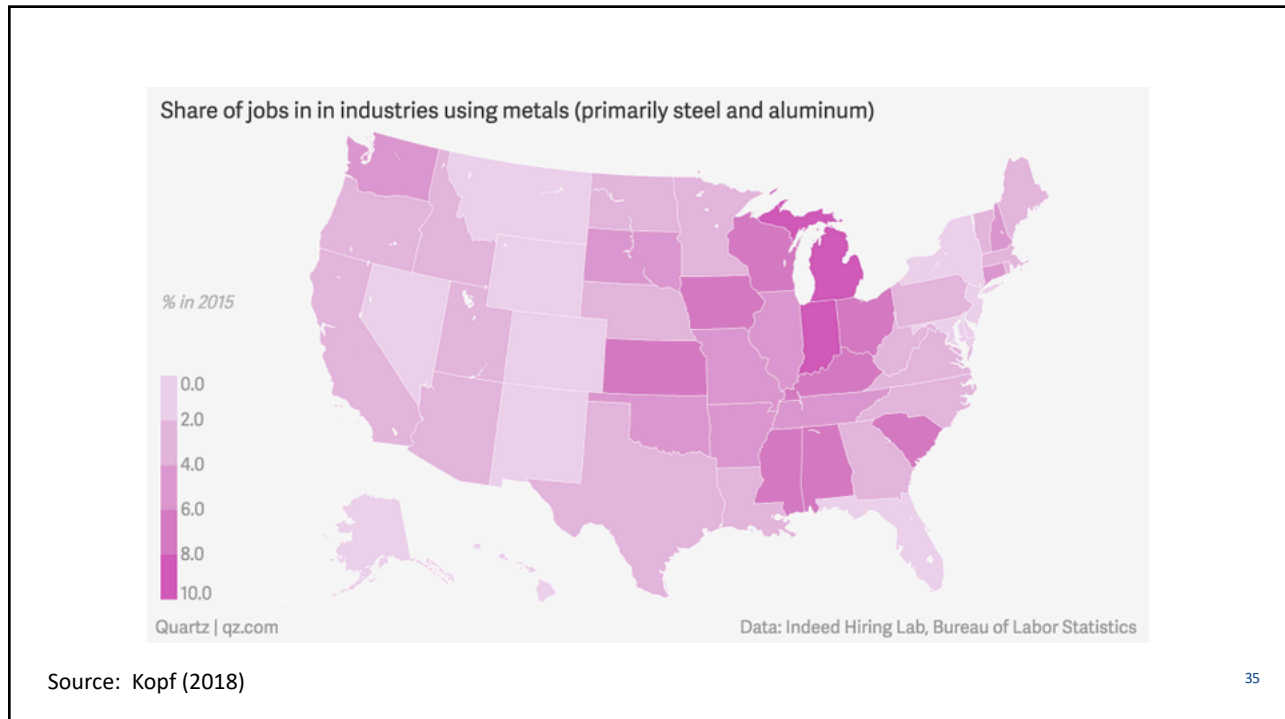 Share of jobs in in industries using metals (primarily steel and aluminum)
% in 2015
0.0
2.0
4.0
6.0
8.0
10.0
Quartz | qz.com
Data: Indeed Hiring Lab, Bureau of Labor Statistics
Source: Kopf (2018)
35